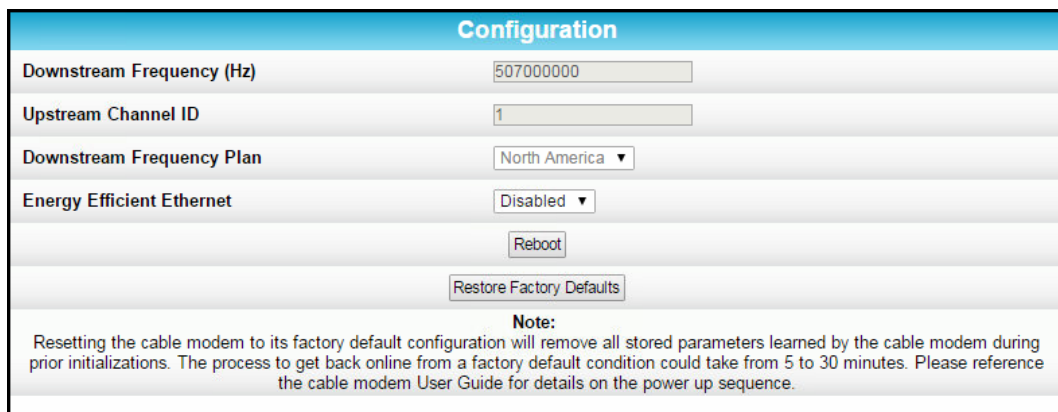 Configuration
Downstream Frequency (Hz) 507000000
Upstream Channel ID 1
Downstream Frequency Plan North America ▼
Energy Efficient Ethernet Disabled ▼
Reboot
Restore Factory Defaults
Note:
Resetting the cable modem to its factory default configuration will remove all stored parameters learned by the cable modem during
prior initializations. The process to get back online from a factory default condition could take from 5 to 30 minutes. Please reference
the cable modem User Guide for details on the power up sequence.